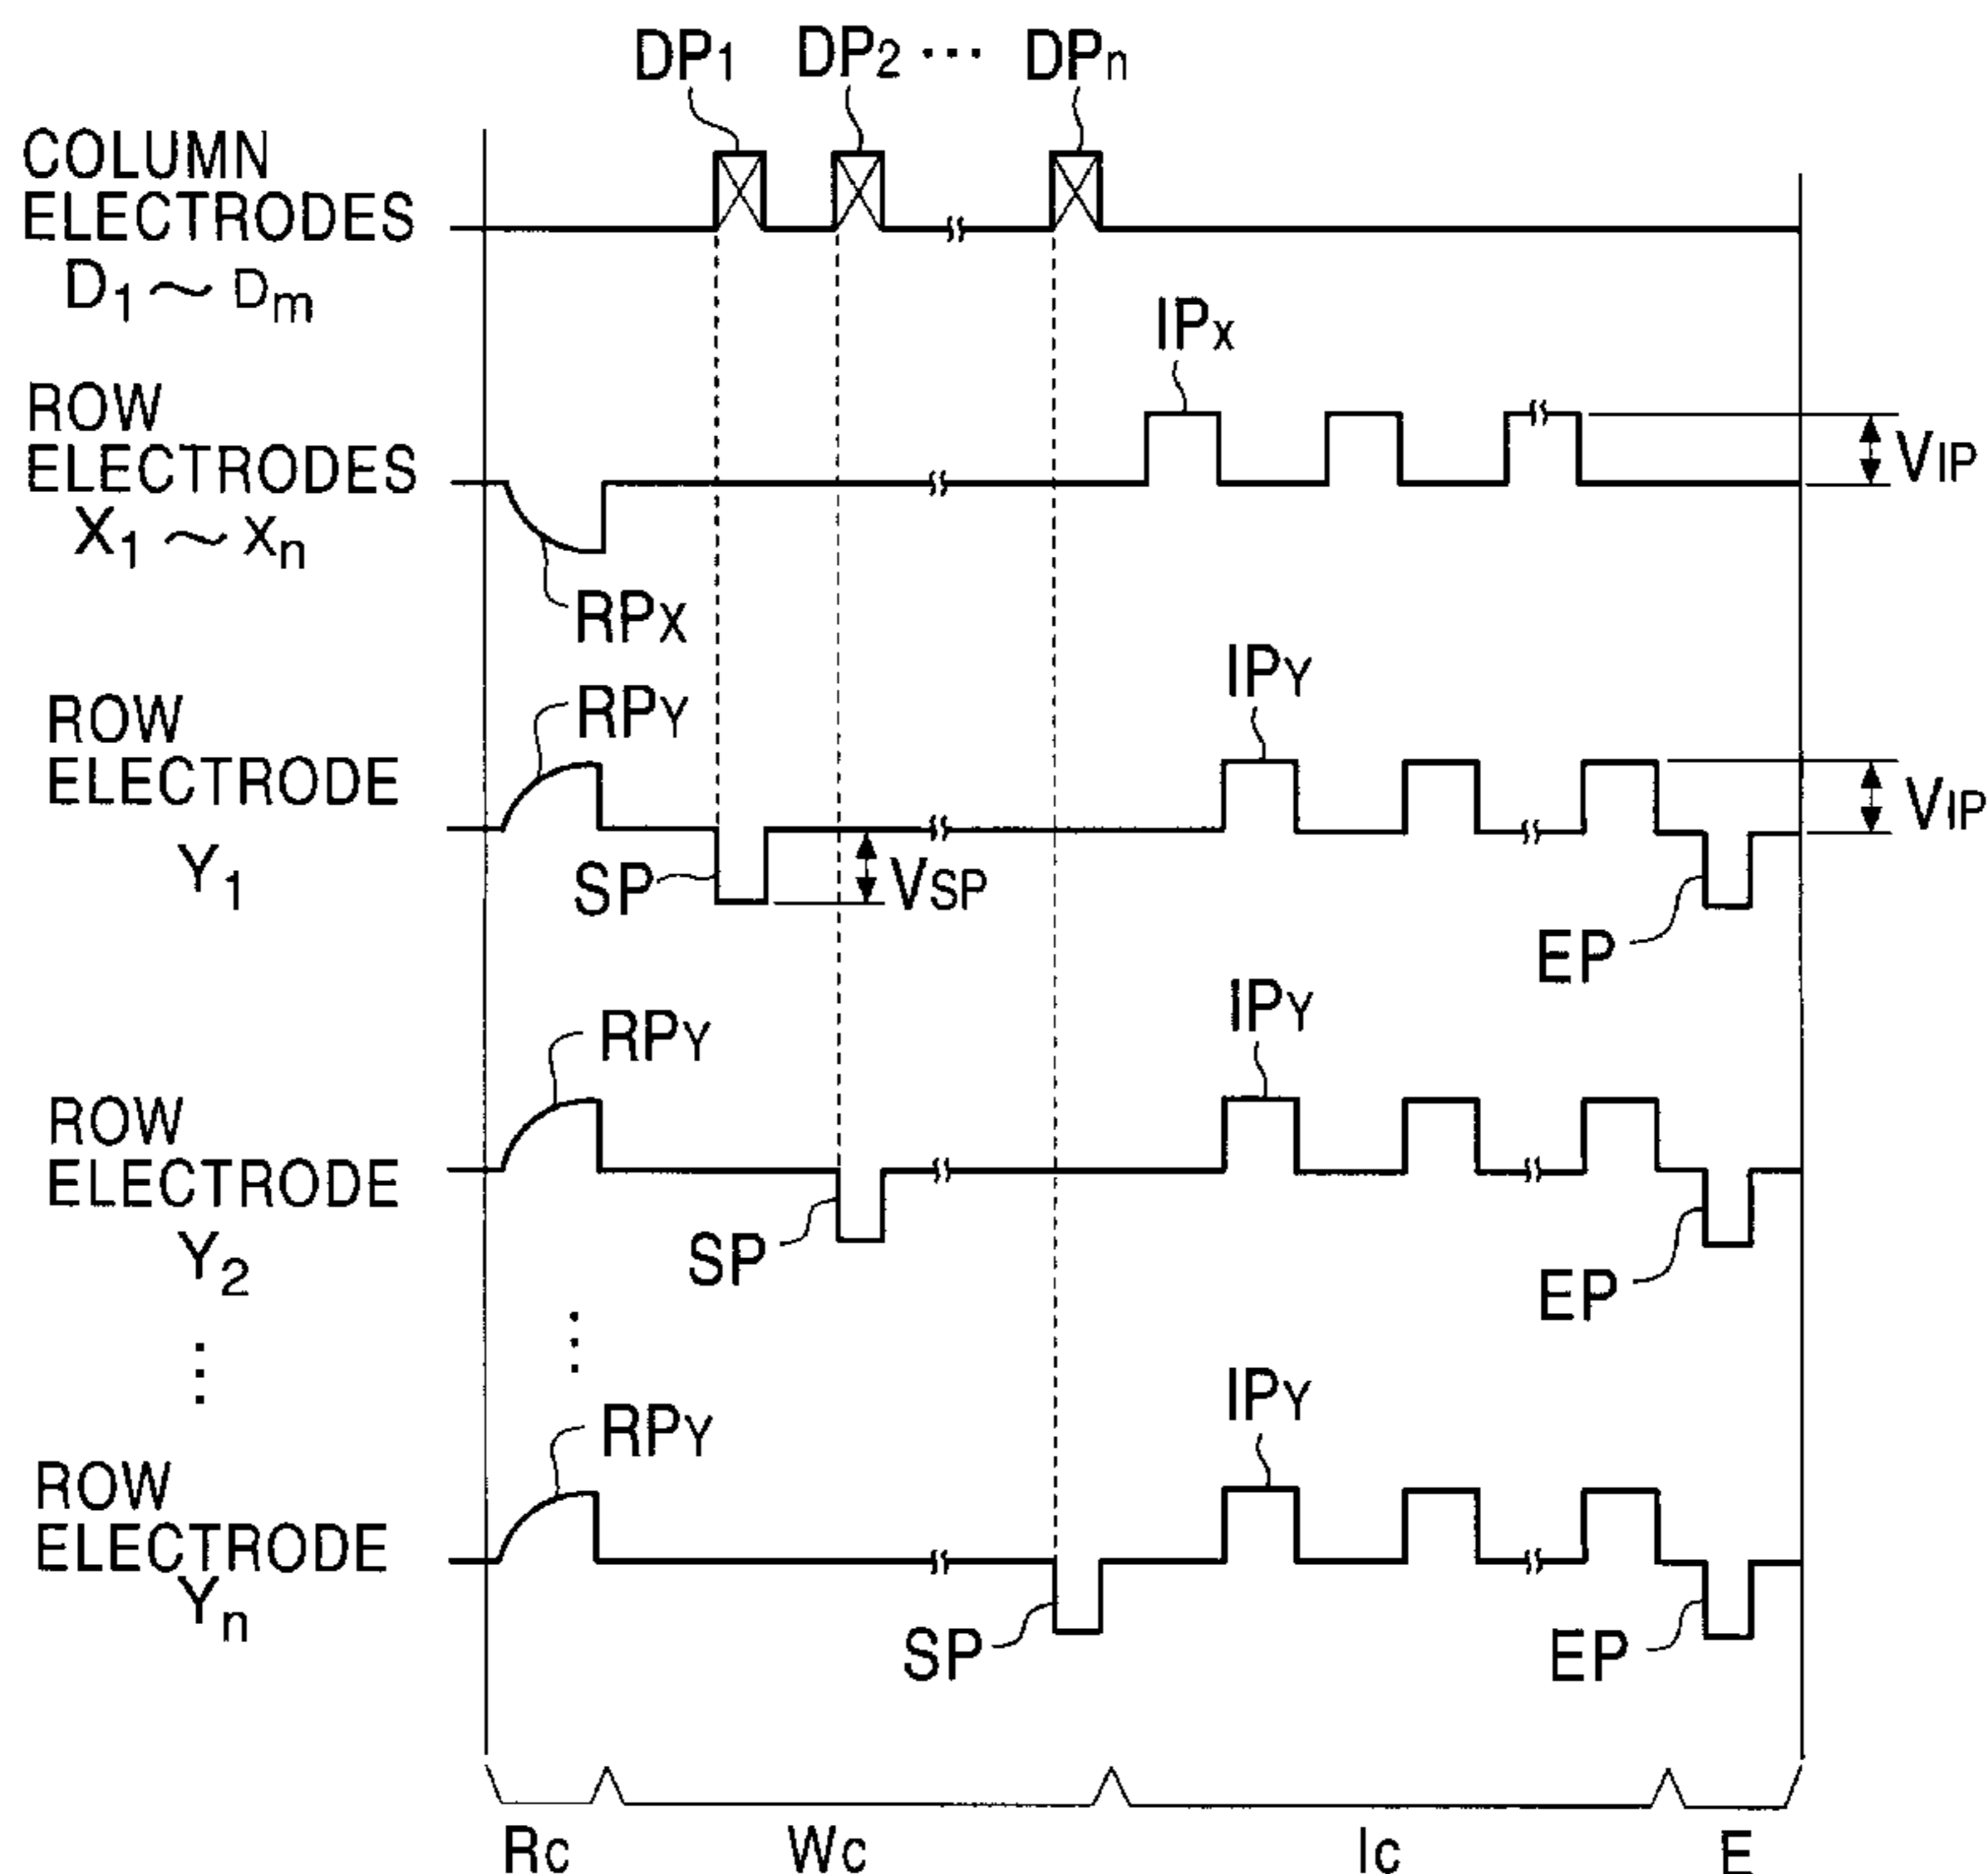 DP1 DP2 ··· DPn
COLUMN
ELECTRODES
D1 ~ Dm
IPX
ROW
ELECTRODES
X1 ~ Xn
VIP
RPX
ROW
ELECTRODE
Y1
RPY
IPY
VIP
SP
VSP
EP
ROW
ELECTRODE
Y2
RPY
IPY
SP
EP
ROW
ELECTRODE
Yn
RPY
IPY
SP
EP
RC WC IC E